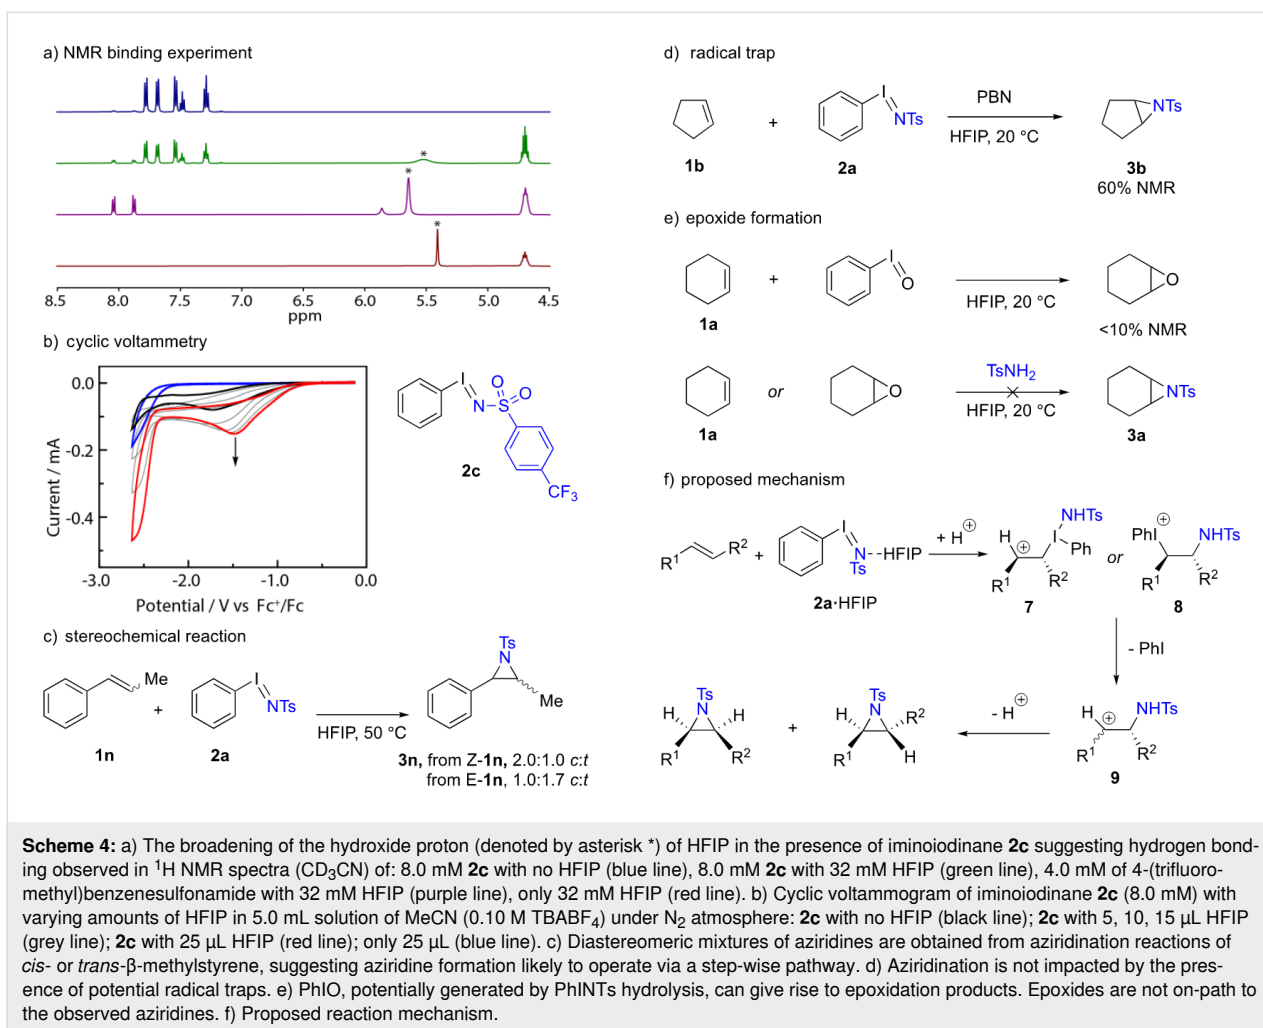 a) NMR binding experiment
*
*
*
8.5 8.0 7.5 7.0 6.5 6.0 5.5 5.0 4.5
ppm
b) cyclic voltammetry
0.0
-0.2
-0.4
Current / mA
-3.0 -2.0 -1.0 0.0
Potential / V vs Fc⁺/Fc
I
N
S
O
O
CF₃
2c
c) stereochemical reaction
Me
1n
+
I
NTs
2a
HFIP, 50 °C
Ts
N
Me
3n, from Z-1n, 2.0:1.0 c:t
from E-1n, 1.0:1.7 c:t
d) radical trap
1b
+
I
NTs
2a
PBN
HFIP, 20 °C
NTs
3b
60% NMR
e) epoxide formation
1a
+
I
O
HFIP, 20 °C
O
<10% NMR
1a
or
O
TsNH₂
HFIP, 20 °C
NTs
3a
f) proposed mechanism
R¹
R²
+
I
N
Ts
--HFIP
2a·HFIP
+ H⊕
H
⊕
NHTs
I
Ph
R¹
R²
7
or
PhI
⊕
NHTs
R¹
R²
8
- PhI
H
⊕
NHTs
R¹
R²
9
- H⊕
Ts
N
H
H
R¹
R²
+
Ts
N
H
R²
R¹
H
Scheme 4: a) The broadening of the hydroxide proton (denoted by asterisk *) of HFIP in the presence of iminoiodinane 2c suggesting hydrogen bond-
ing observed in ¹H NMR spectra (CD₃CN) of: 8.0 mM 2c with no HFIP (blue line), 8.0 mM 2c with 32 mM HFIP (green line), 4.0 mM of 4-(trifluoro-
methyl)benzenesulfonamide with 32 mM HFIP (purple line), only 32 mM HFIP (red line). b) Cyclic voltammogram of iminoiodinane 2c (8.0 mM) with
varying amounts of HFIP in 5.0 mL solution of MeCN (0.10 M TBABF₄) under N₂ atmosphere: 2c with no HFIP (black line); 2c with 5, 10, 15 µL HFIP
(grey line); 2c with 25 µL HFIP (red line); only 25 µL (blue line). c) Diastereomeric mixtures of aziridines are obtained from aziridination reactions of
cis- or trans-β-methylstyrene, suggesting aziridine formation likely to operate via a step-wise pathway. d) Aziridination is not impacted by the pres-
ence of potential radical traps. e) PhIO, potentially generated by PhINTs hydrolysis, can give rise to epoxidation products. Epoxides are not on-path to
the observed aziridines. f) Proposed reaction mechanism.